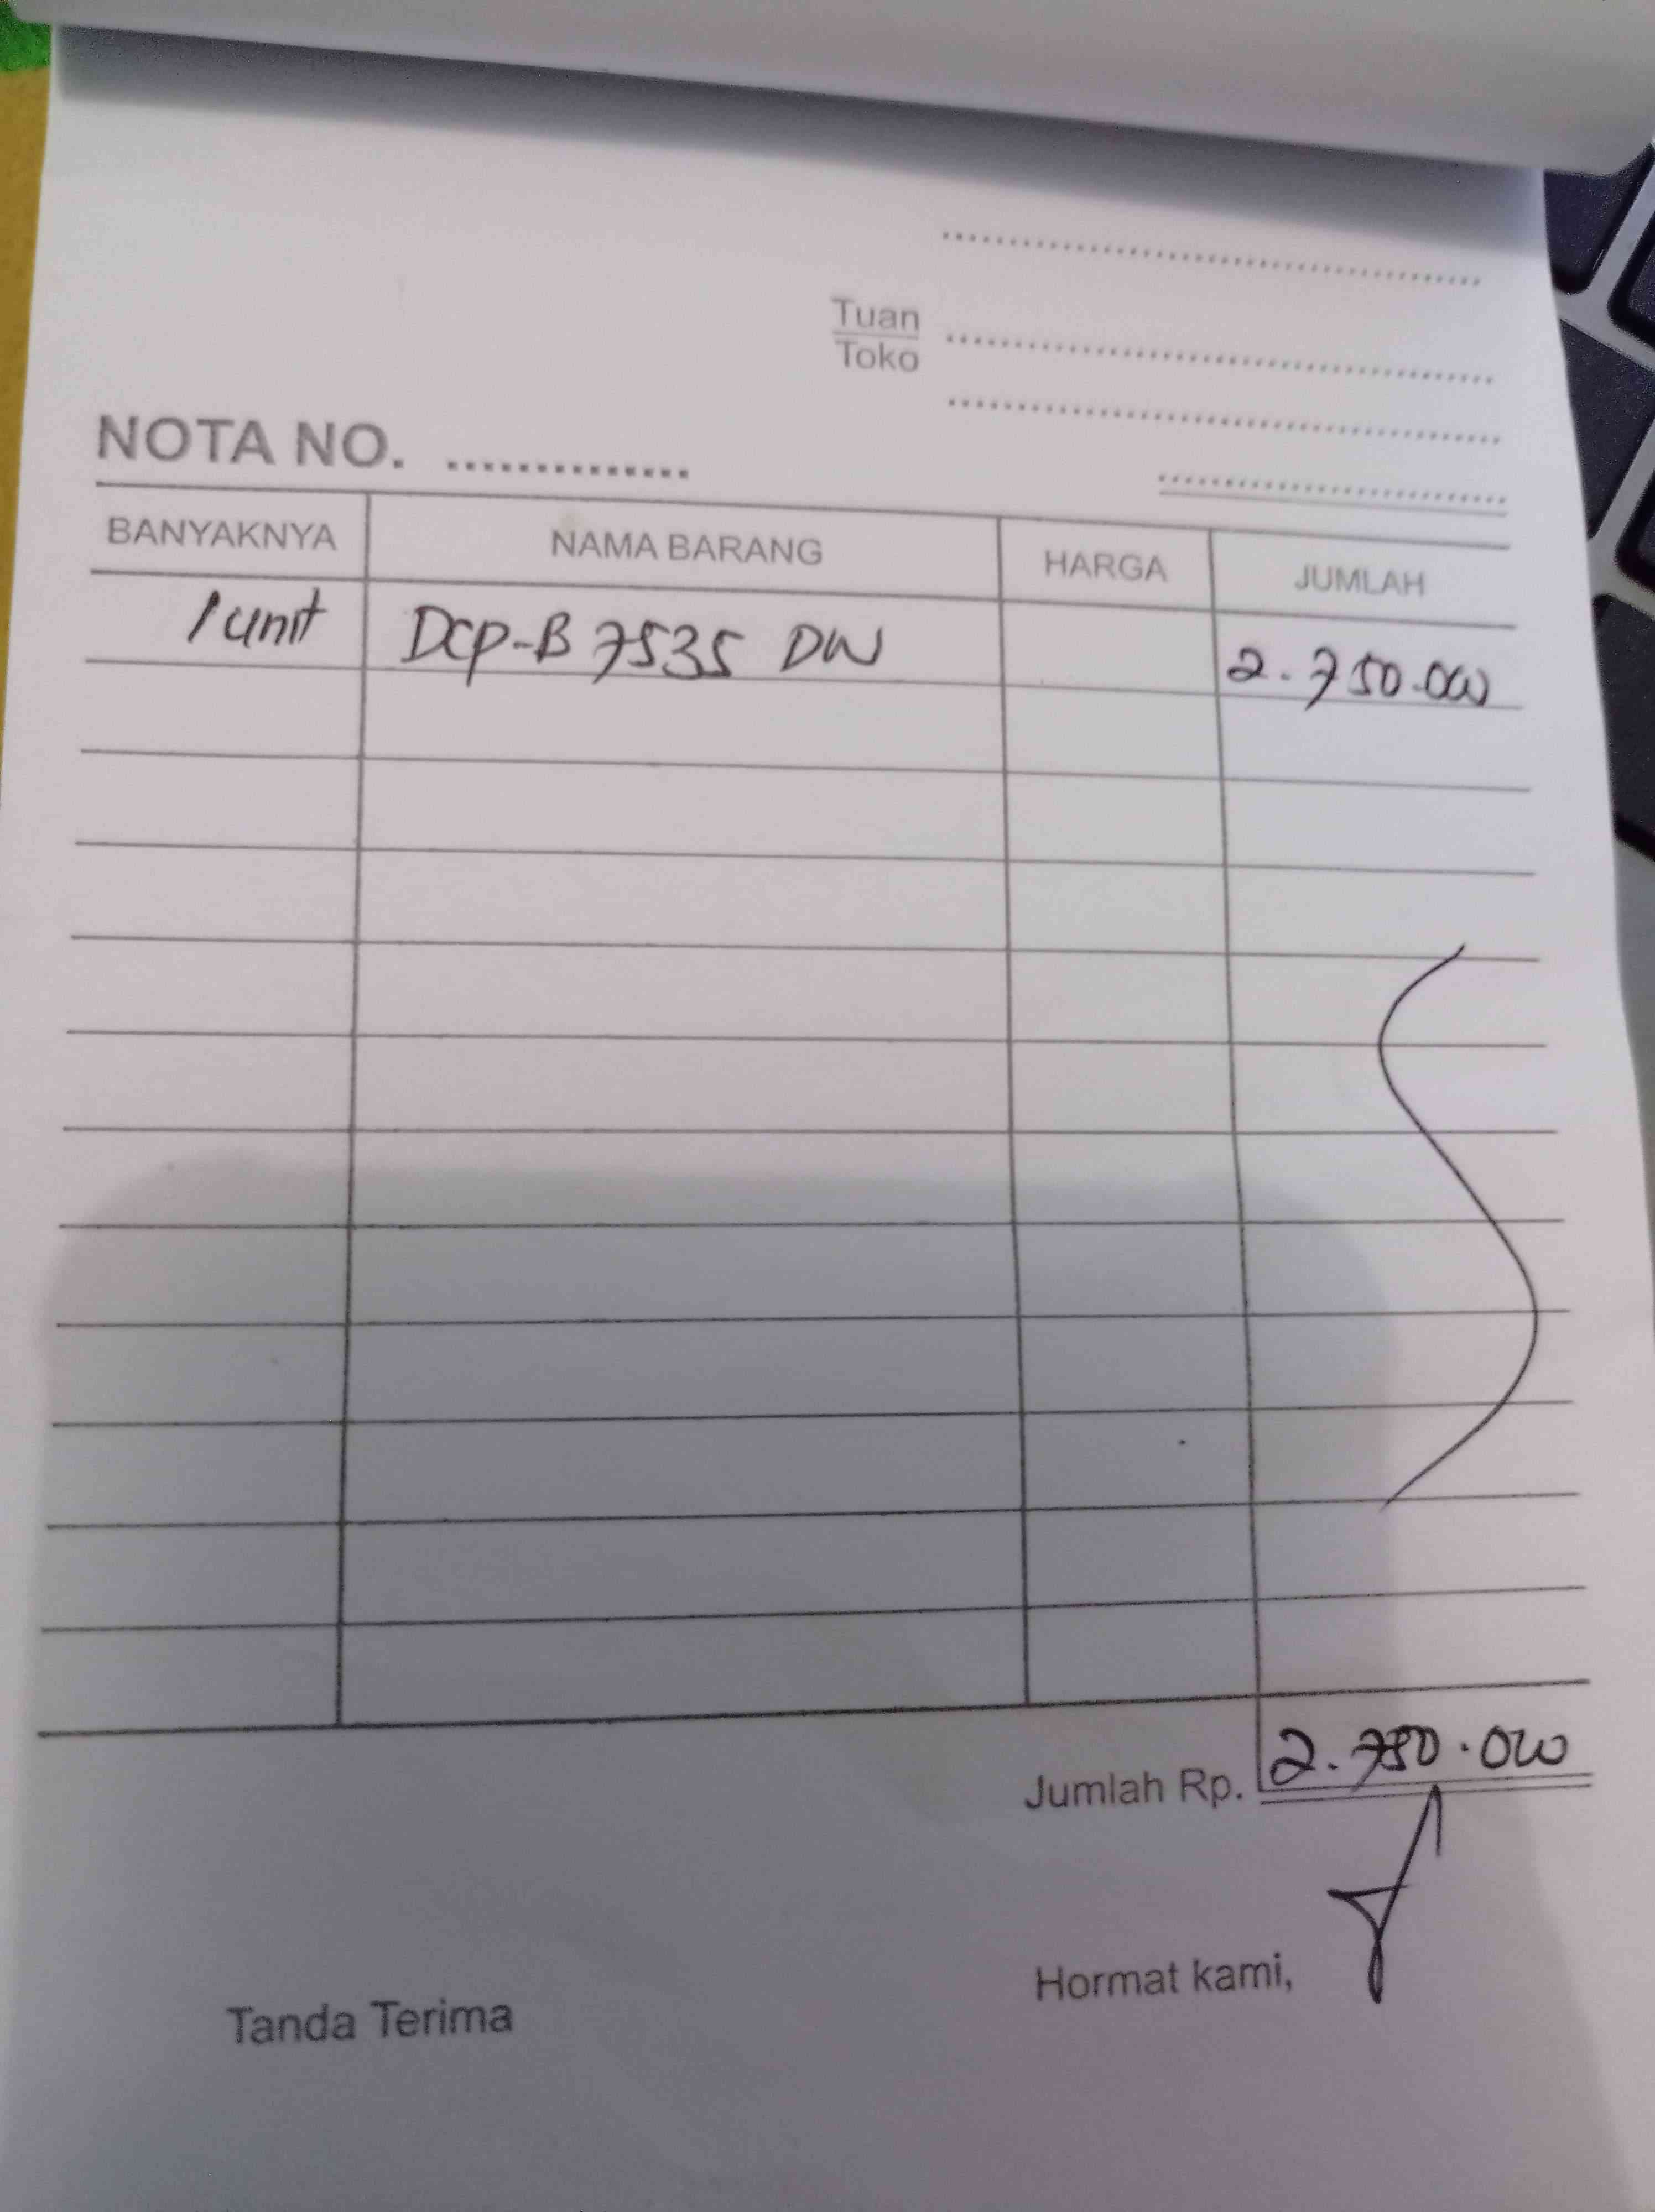 Tuan
Toko
NOTA NO. ..............
BANYAKNYA NAMA BARANG HARGA JUMLAH
1 unit DCP-B 7535 DW 2.750.000
Jumlah Rp. 2.750.000
Tanda Terima Hormat kami,